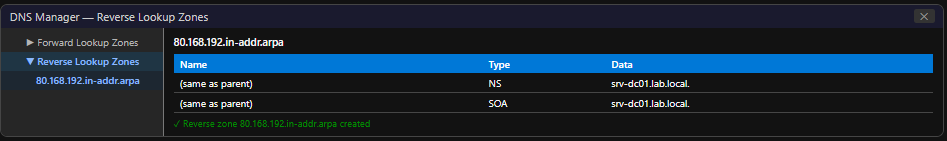 DNS Manager — Reverse Lookup Zones
▶ Forward Lookup Zones
▼ Reverse Lookup Zones
80.168.192.in-addr.arpa
80.168.192.in-addr.arpa
Name Type Data
(same as parent) NS srv-dc01.lab.local.
(same as parent) SOA srv-dc01.lab.local.
✓ Reverse zone 80.168.192.in-addr.arpa created